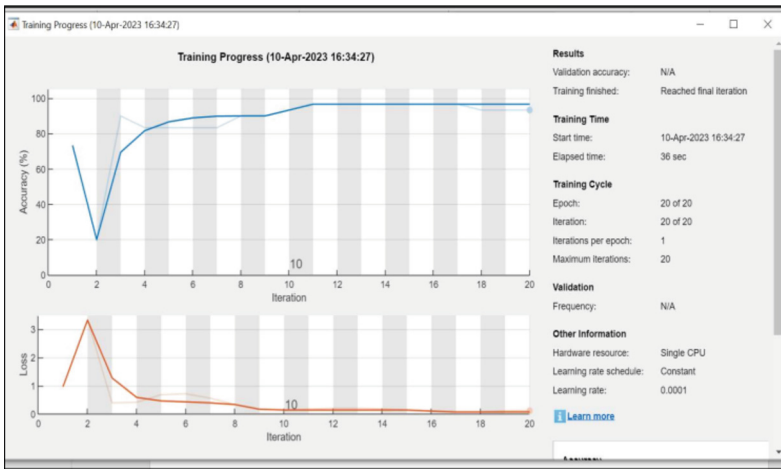 Training Progress (10-Apr-2023 16:34:27)
Training Progress (10-Apr-2023 16:34:27)
100
80
60
40
20
0
Accuracy (%)
10
0 2 4 6 8 10 12 14 16 18 20
Iteration
3
2
1
0
Loss
10
0 2 4 6 8 10 12 14 16 18 20
Iteration
Results
Validation accuracy: N/A
Training finished: Reached final iteration
Training Time
Start time: 10-Apr-2023 16:34:27
Elapsed time: 36 sec
Training Cycle
Epoch: 20 of 20
Iteration: 20 of 20
Iterations per epoch: 1
Maximum iterations: 20
Validation
Frequency: N/A
Other Information
Hardware resource: Single CPU
Learning rate schedule: Constant
Learning rate: 0.0001
Learn more